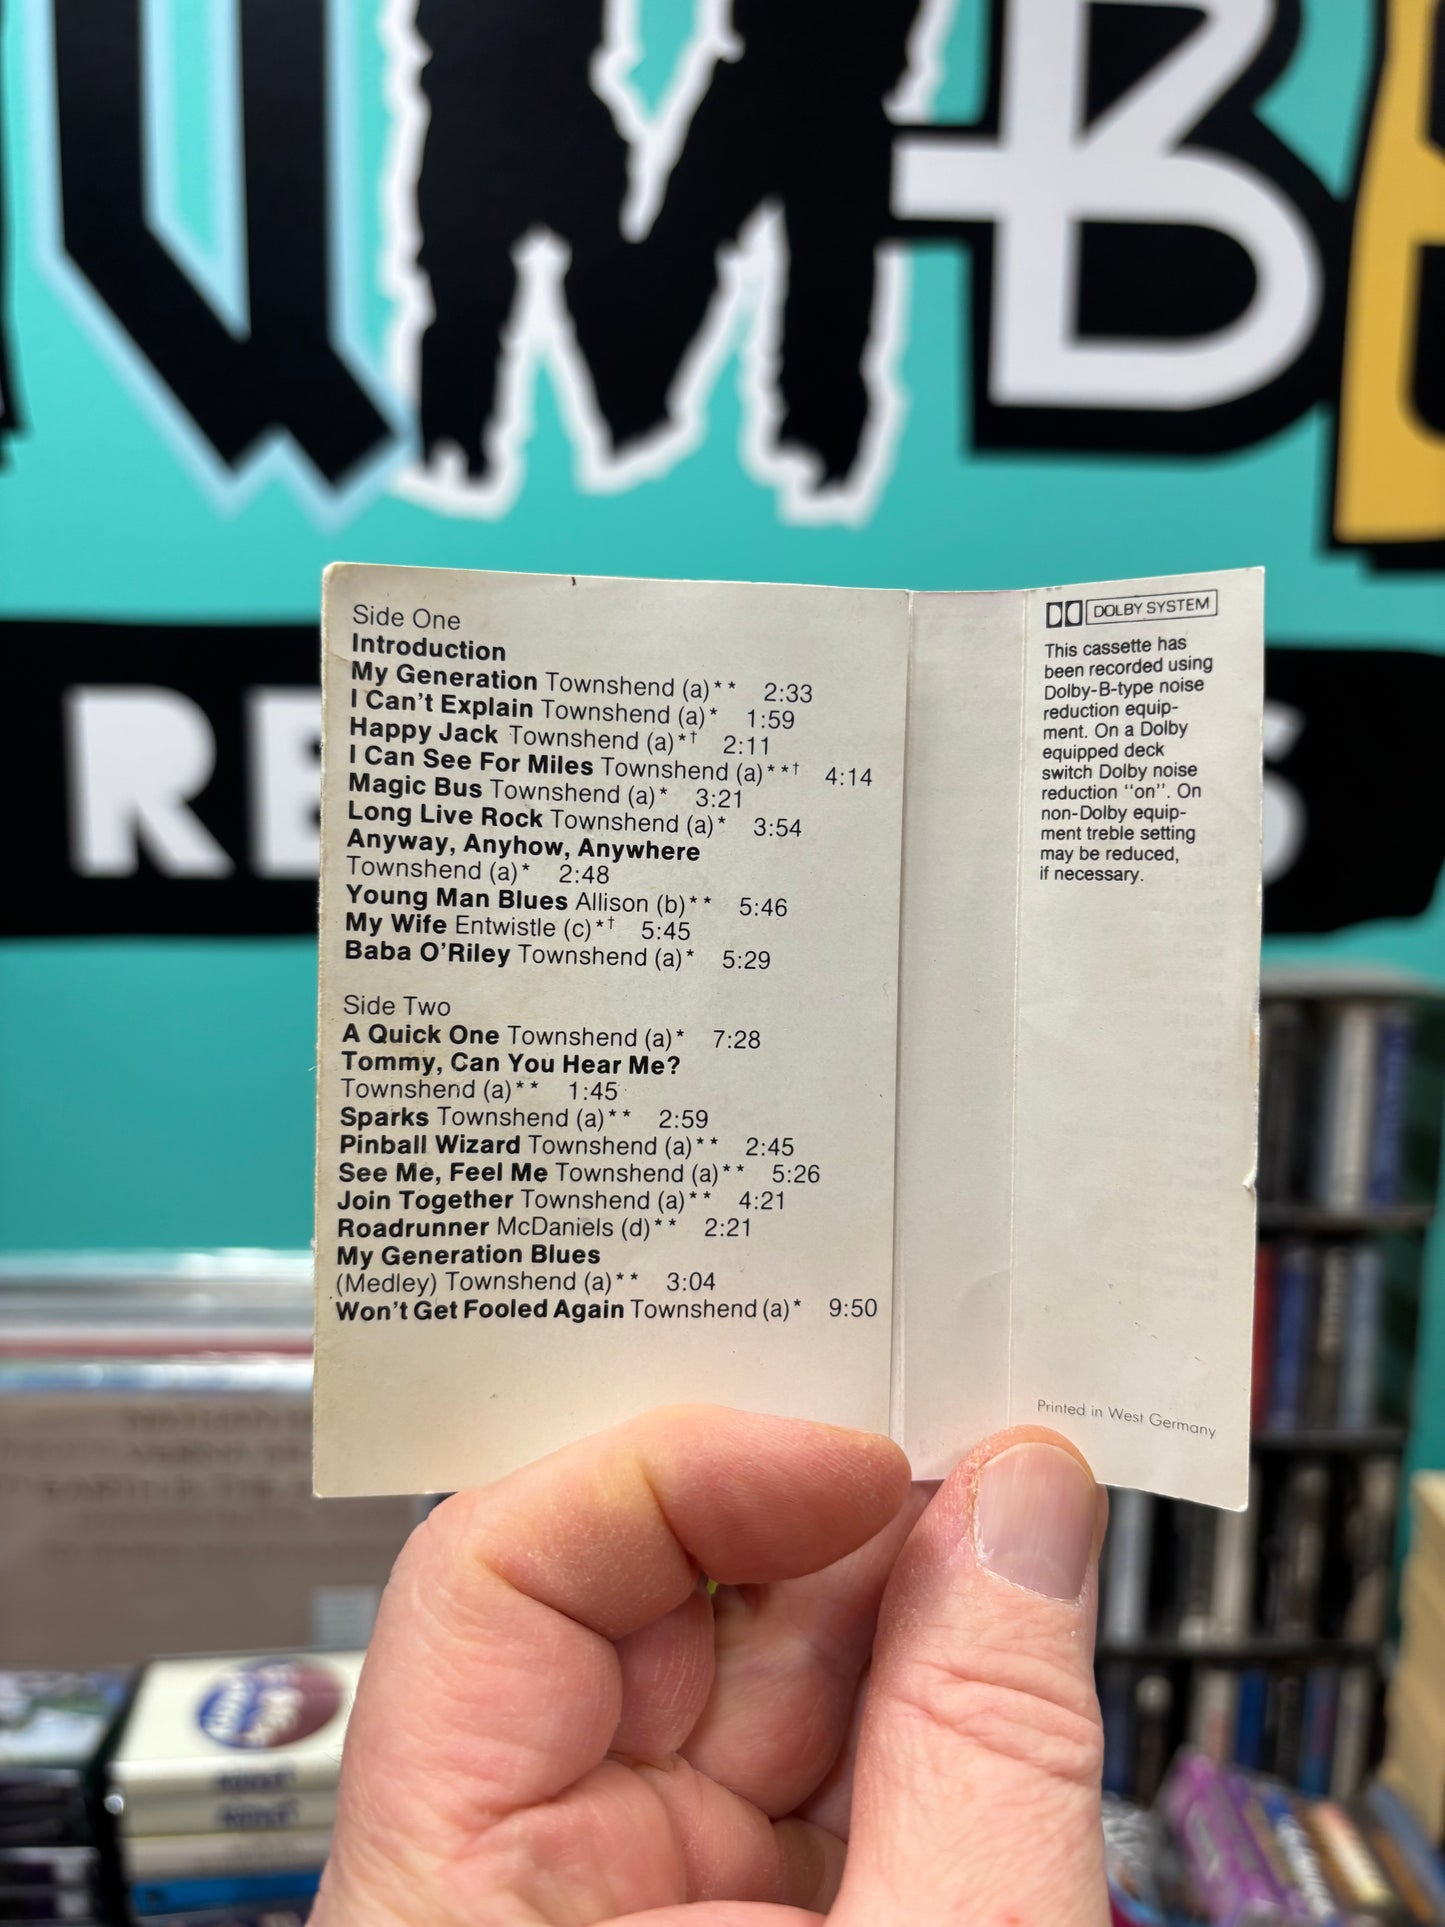 UMB
RE S
Side One
Introduction
My Generation Townshend (a)** 2:33
I Can't Explain Townshend (a)* 1:59
Happy Jack Townshend (a)*† 2:11
I Can See For Miles Townshend (a)**† 4:14
Magic Bus Townshend (a)* 3:21
Long Live Rock Townshend (a)* 3:54
Anyway, Anyhow, Anywhere
Townshend (a)* 2:48
Young Man Blues Allison (b)** 5:46
My Wife Entwistle (c)*† 5:45
Baba O'Riley Townshend (a)* 5:29
Side Two
A Quick One Townshend (a)* 7:28
Tommy, Can You Hear Me?
Townshend (a)** 1:45
Sparks Townshend (a)** 2:59
Pinball Wizard Townshend (a)** 2:45
See Me, Feel Me Townshend (a)** 5:26
Join Together Townshend (a)** 4:21
Roadrunner McDaniels (d)** 2:21
My Generation Blues
(Medley) Townshend (a)** 3:04
Won't Get Fooled Again Townshend (a)* 9:50
DOLBY SYSTEM
This cassette has
been recorded using
Dolby-B-type noise
reduction equip-
ment. On a Dolby
equipped deck
switch Dolby noise
reduction "on". On
non-Dolby equip-
ment treble setting
may be reduced,
if necessary.
Printed in West Germany